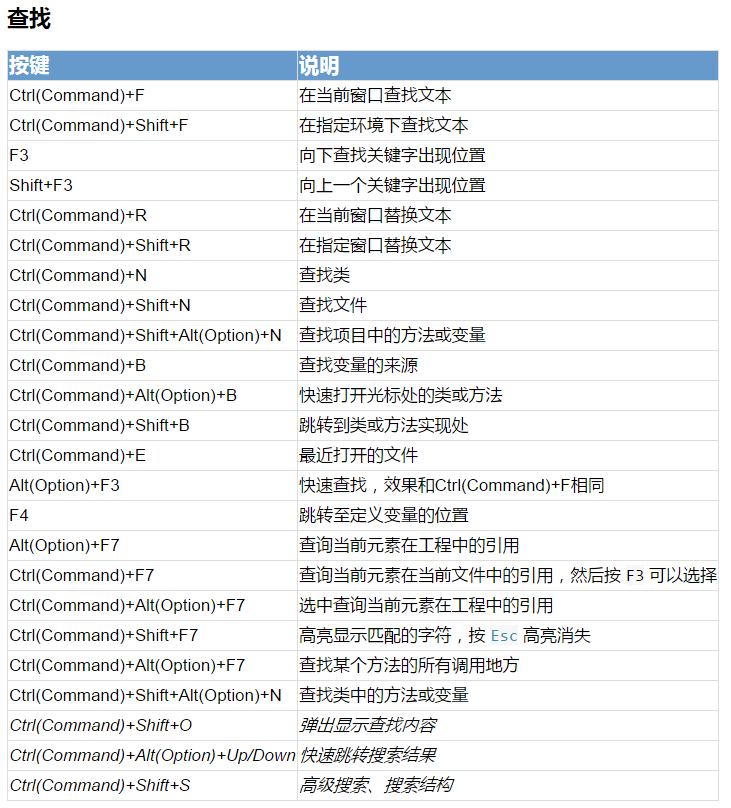 查找
按键 说明
Ctrl(Command)+F 在当前窗口查找文本
Ctrl(Command)+Shift+F 在指定环境下查找文本
F3 向下查找关键字出现位置
Shift+F3 向上一个关键字出现位置
Ctrl(Command)+R 在当前窗口替换文本
Ctrl(Command)+Shift+R 在指定窗口替换文本
Ctrl(Command)+N 查找类
Ctrl(Command)+Shift+N 查找文件
Ctrl(Command)+Shift+Alt(Option)+N 查找项目中的方法或变量
Ctrl(Command)+B 查找变量的来源
Ctrl(Command)+Alt(Option)+B 快速打开光标处的类或方法
Ctrl(Command)+Shift+B 跳转到类或方法实现处
Ctrl(Command)+E 最近打开的文件
Alt(Option)+F3 快速查找，效果和Ctrl(Command)+F相同
F4 跳转至定义变量的位置
Alt(Option)+F7 查询当前元素在工程中的引用
Ctrl(Command)+F7 查询当前元素在当前文件中的引用，然后按 F3 可以选择
Ctrl(Command)+Alt(Option)+F7 选中查询当前元素在工程中的引用
Ctrl(Command)+Shift+F7 高亮显示匹配的字符，按 Esc 高亮消失
Ctrl(Command)+Alt(Option)+F7 查找某个方法的所有调用地方
Ctrl(Command)+Shift+Alt(Option)+N 查找类中的方法或变量
Ctrl(Command)+Shift+O 弹出显示查找内容
Ctrl(Command)+Alt(Option)+Up/Down 快速跳转搜索结果
Ctrl(Command)+Shift+S 高级搜索、搜索结构